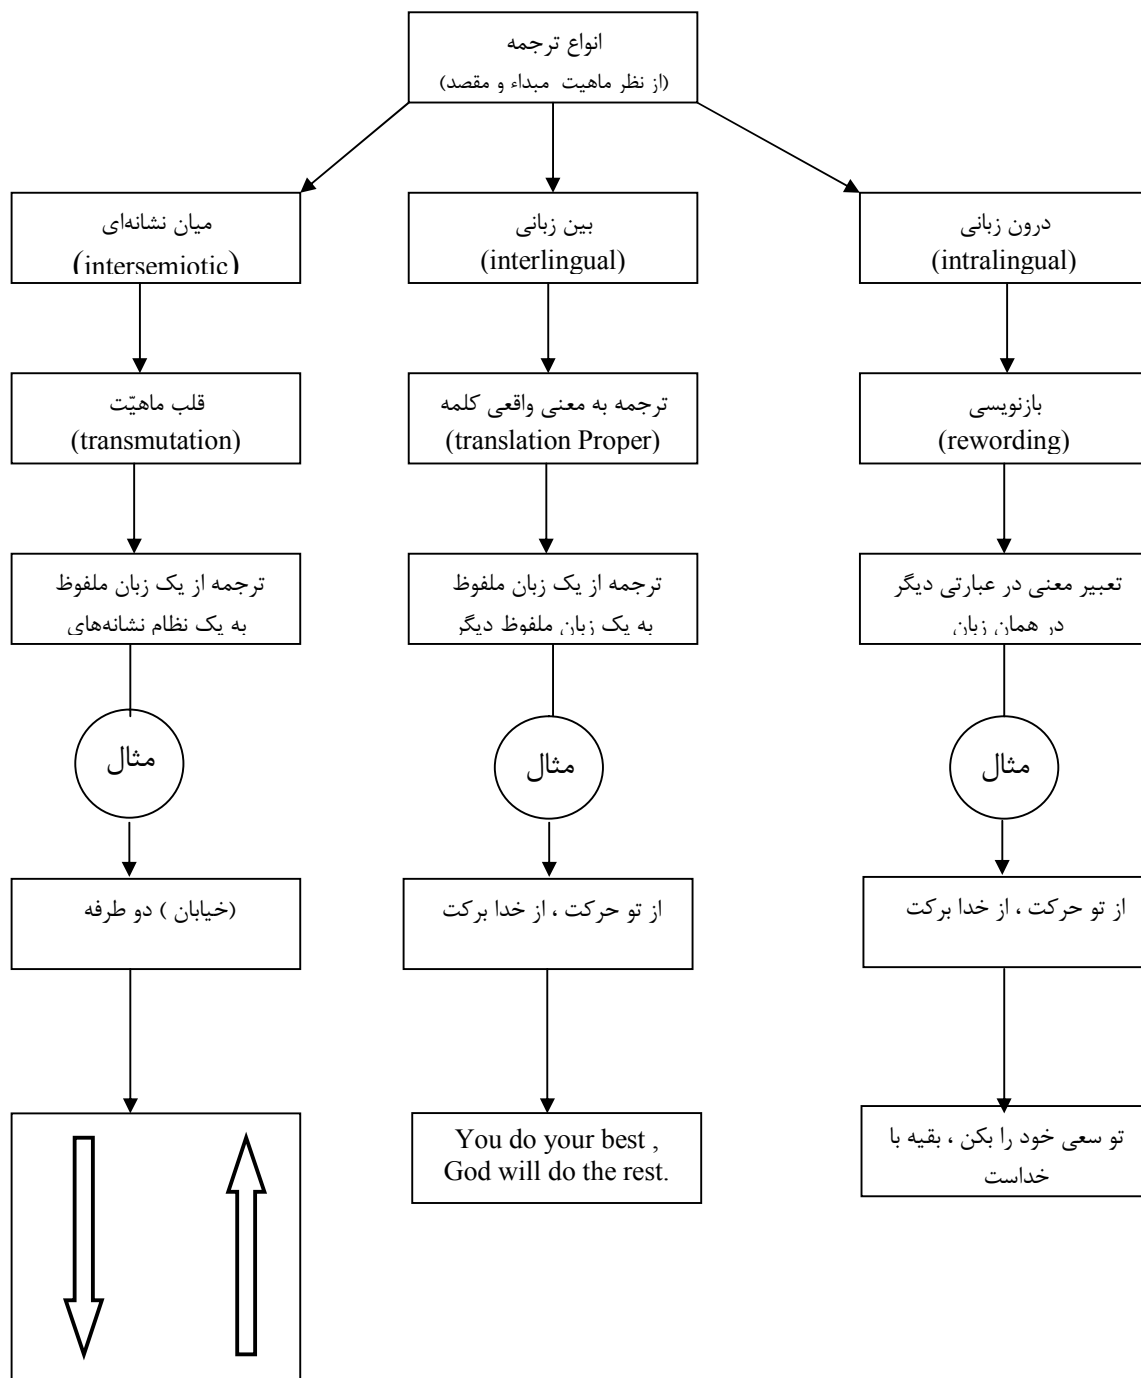 انواع ترجمه
(از نظر ماهیت مبداء و مقصد)
درون زبانی
(intralingual)
بین زبانی
(interlingual)
میان نشانه‌ای
(intersemiotic)
بازنویسی
(rewording)
ترجمه به معنی واقعی کلمه
(translation Proper)
قلب ماهیّت
(transmutation)
تعبیر معنی در عبارتی دیگر
در همان زبان
ترجمه از یک زبان ملفوظ
به یک زبان ملفوظ دیگر
ترجمه از یک زبان ملفوظ
به یک نظام نشانه‌های
مثال
مثال
مثال
از تو حرکت ، از خدا برکت
از تو حرکت ، از خدا برکت
(خیابان ) دو طرفه
تو سعی خود را بکن ، بقیه با
خداست
You do your best ,
God will do the rest.